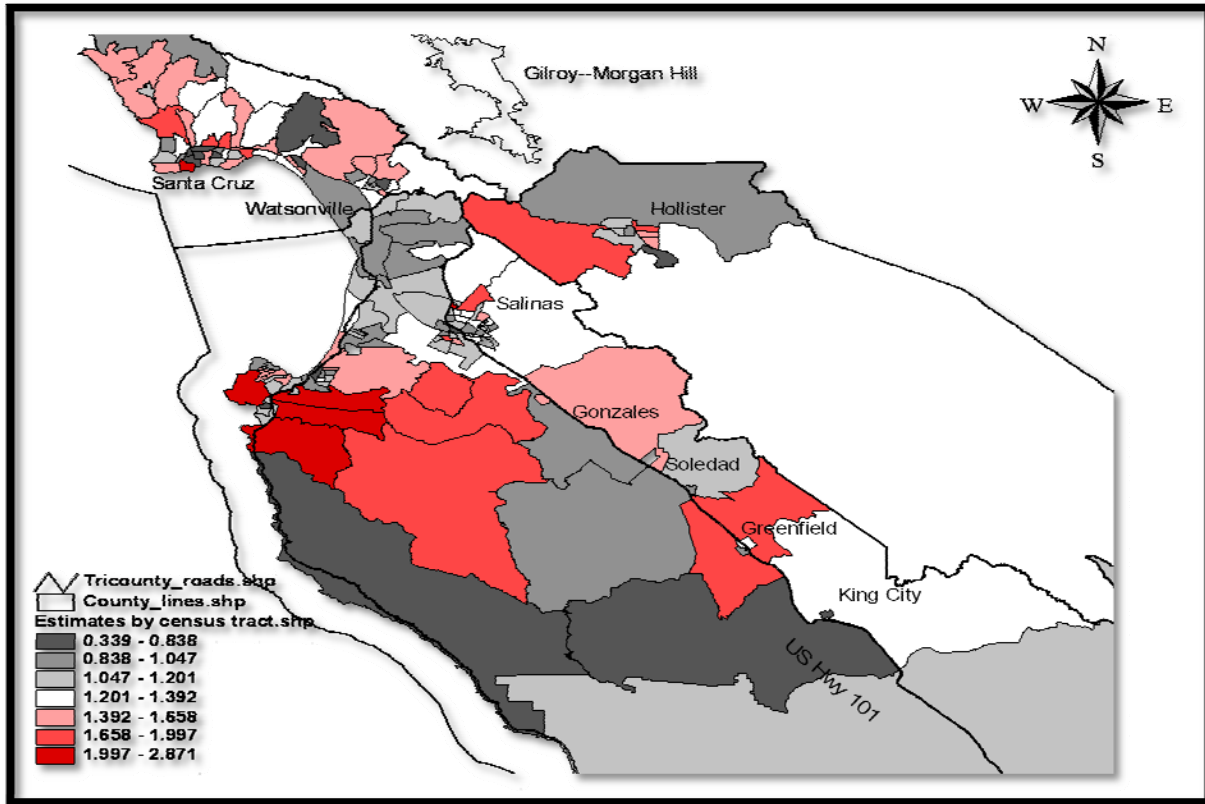 N
Gilroy--Morgan Hill
W E
S
Santa Cruz
Watsonville
Hollister
Salinas
Gonzales
Soledad
Greenfield
King City
US Hwy 101
Tricounty_roads.shp
County_lines.shp
Estimates by census tract.shp
0.339 - 0.838
0.838 - 1.047
1.047 - 1.201
1.201 - 1.392
1.392 - 1.658
1.658 - 1.997
1.997 - 2.871